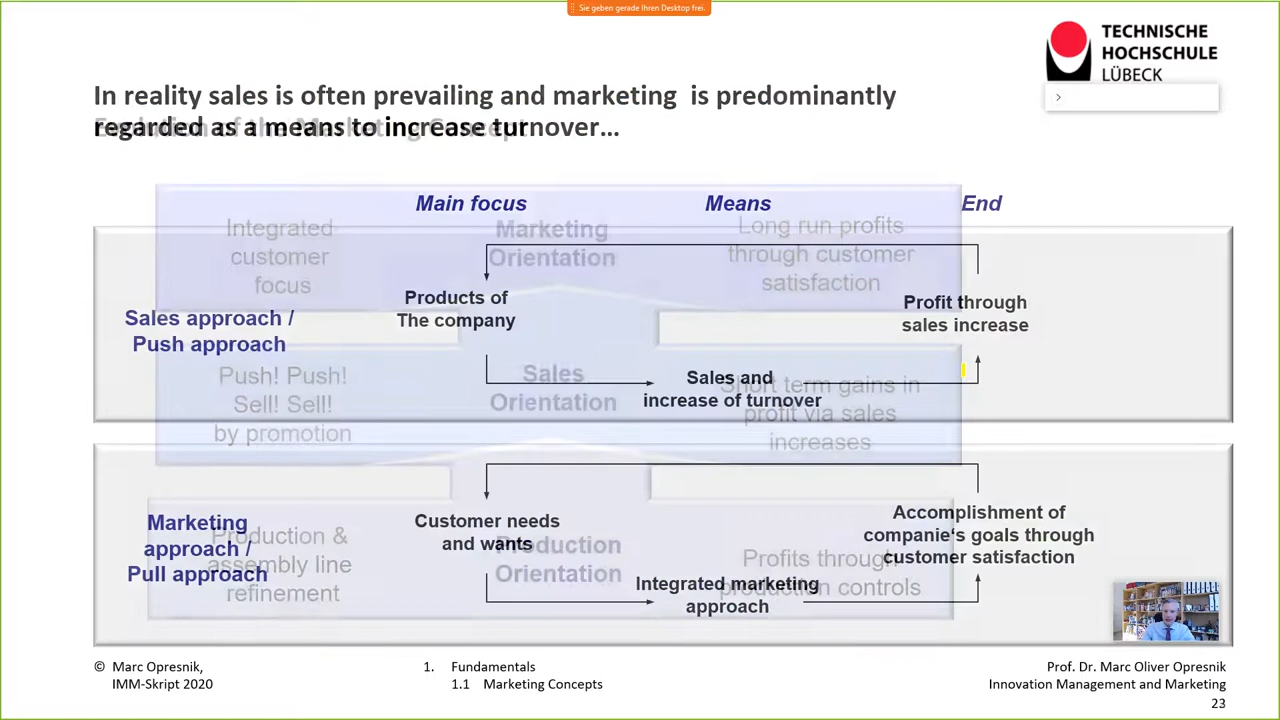 Sie geben gerade Ihren Desktop frei.
TECHNISCHE
HOCHSCHULE
LÜBECK
In reality sales is often prevailing and marketing is predominantly
regarded as a means to increase turnover...
Evolution of the Marketing Concept
Main focus
Means
End
Sales approach /
Push approach
Products of
The company
Sales and
increase of turnover
Profit through
sales increase
Marketing
approach /
Pull approach
Customer needs
and wants
Integrated marketing
approach
Accomplishment of
companie's goals through
customer satisfaction
Integrated
customer
focus
Marketing
Orientation
Long run profits
through customer
satisfaction
Push! Push!
Sell! Sell!
by promotion
Sales
Orientation
Short term gains in
profit via sales
increases
Production &
assembly line
refinement
Production
Orientation
Profits through
production controls
© Marc Opresnik,
IMM-Skript 2020
1. Fundamentals
1.1 Marketing Concepts
Prof. Dr. Marc Oliver Opresnik
Innovation Management and Marketing
23